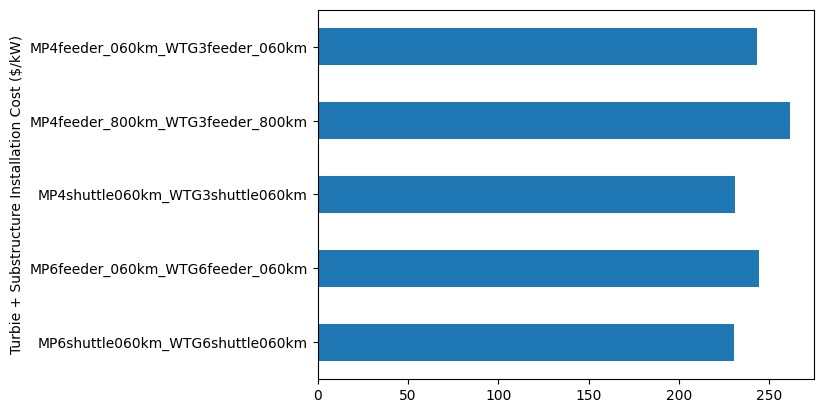 Turbie + Substructure Installation Cost ($/kW)
MP4feeder_060km_WTG3feeder_060km
MP4feeder_800km_WTG3feeder_800km
MP4shuttle060km_WTG3shuttle060km
MP6feeder_060km_WTG6feeder_060km
MP6shuttle060km_WTG6shuttle060km
0 50 100 150 200 250